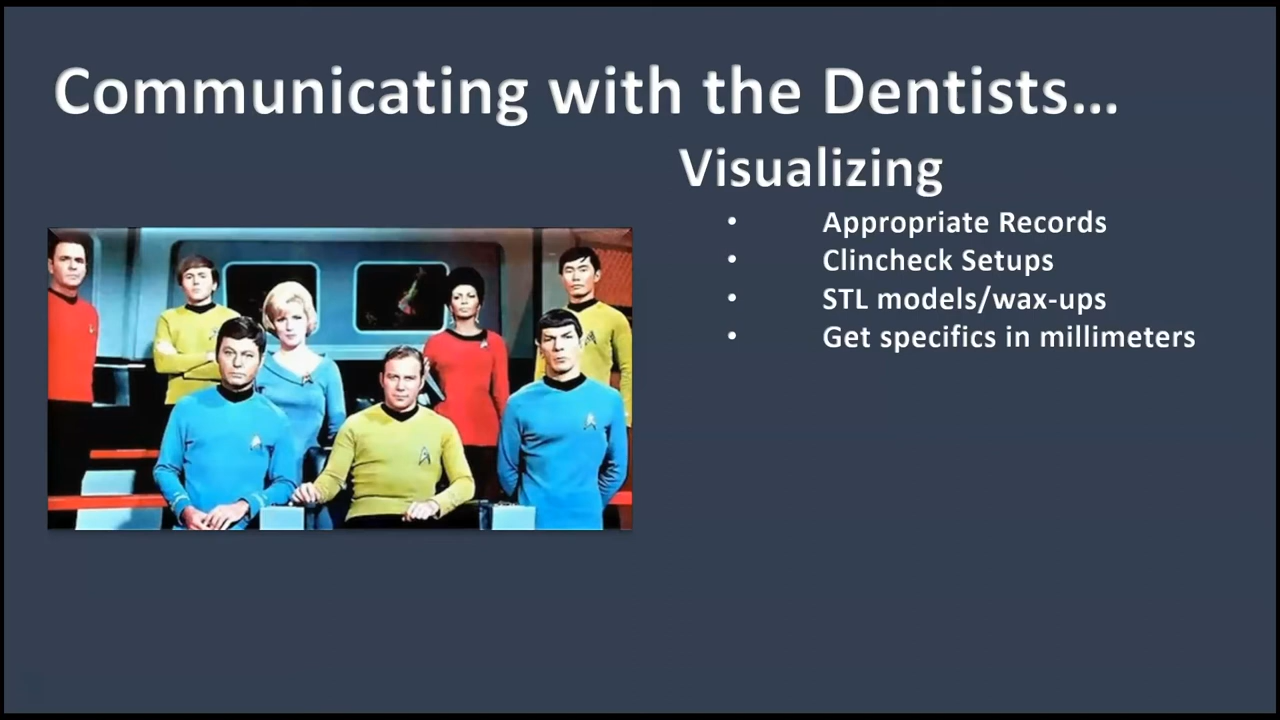 Communicating with the Dentists...
Visualizing
• Appropriate Records
• Clincheck Setups
• STL models/wax-ups
• Get specifics in millimeters